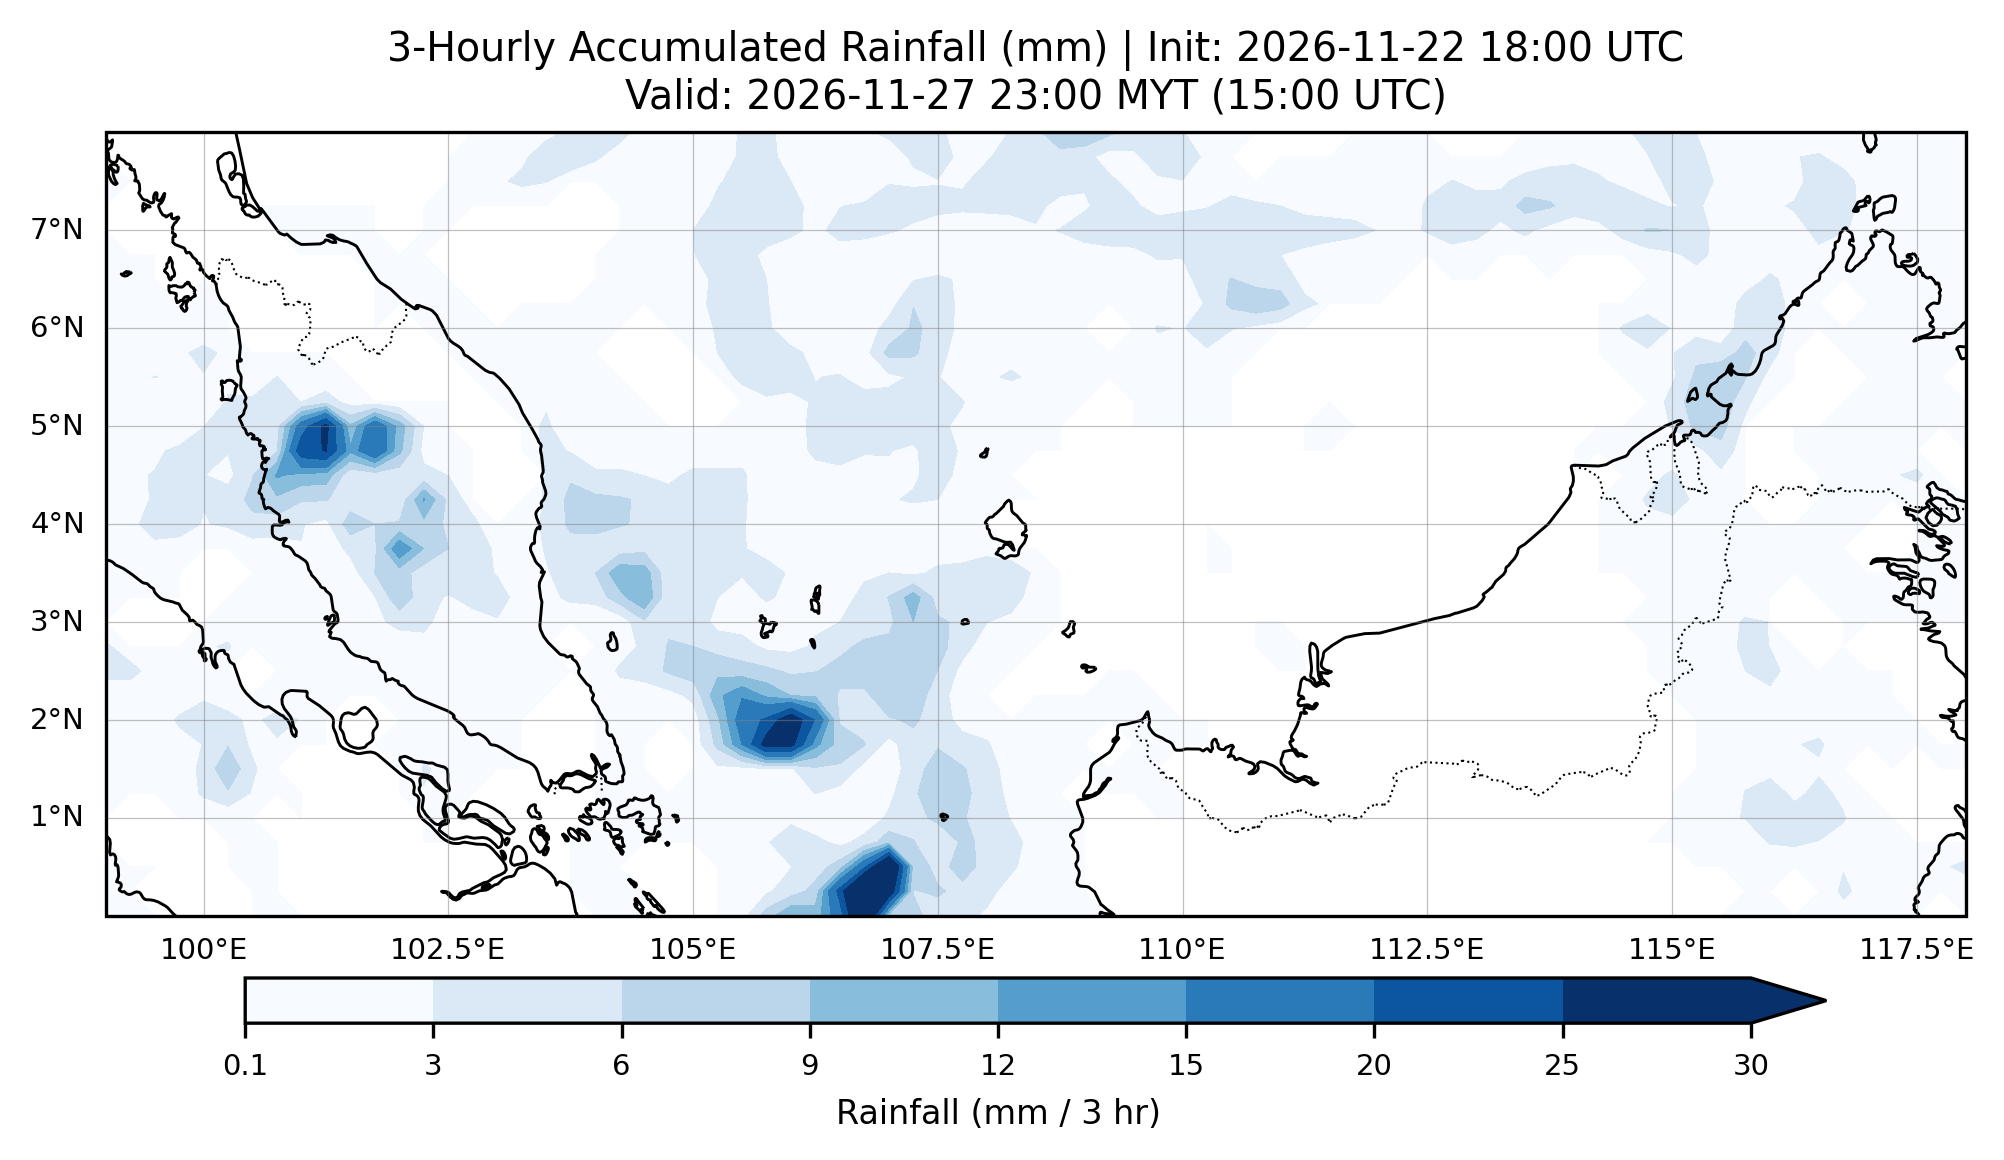 3-Hourly Accumulated Rainfall (mm) | Init: 2026-11-22 18:00 UTC
Valid: 2026-11-27 23:00 MYT (15:00 UTC)
7°N
6°N
5°N
4°N
3°N
2°N
1°N
100°E 102.5°E 105°E 107.5°E 110°E 112.5°E 115°E 117.5°E
0.1 3 6 9 12 15 20 25 30
Rainfall (mm / 3 hr)